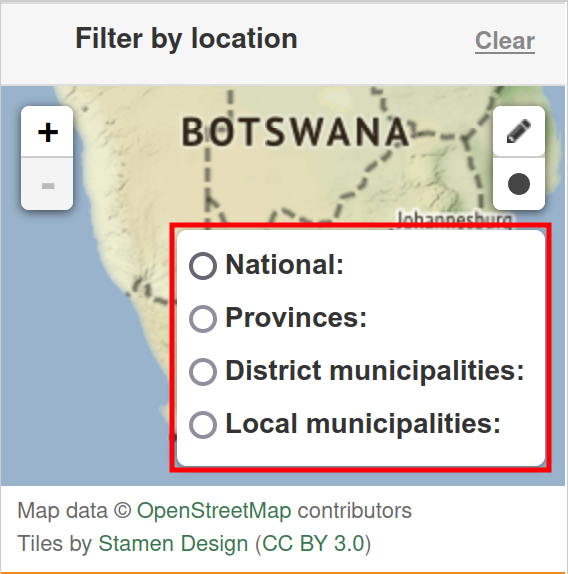 Filter by location
Clear
+
-
BOTSWANA
Johannesburg
National:
Provinces:
District municipalities:
Local municipalities:
Map data © OpenStreetMap contributors
Tiles by Stamen Design (CC BY 3.0)